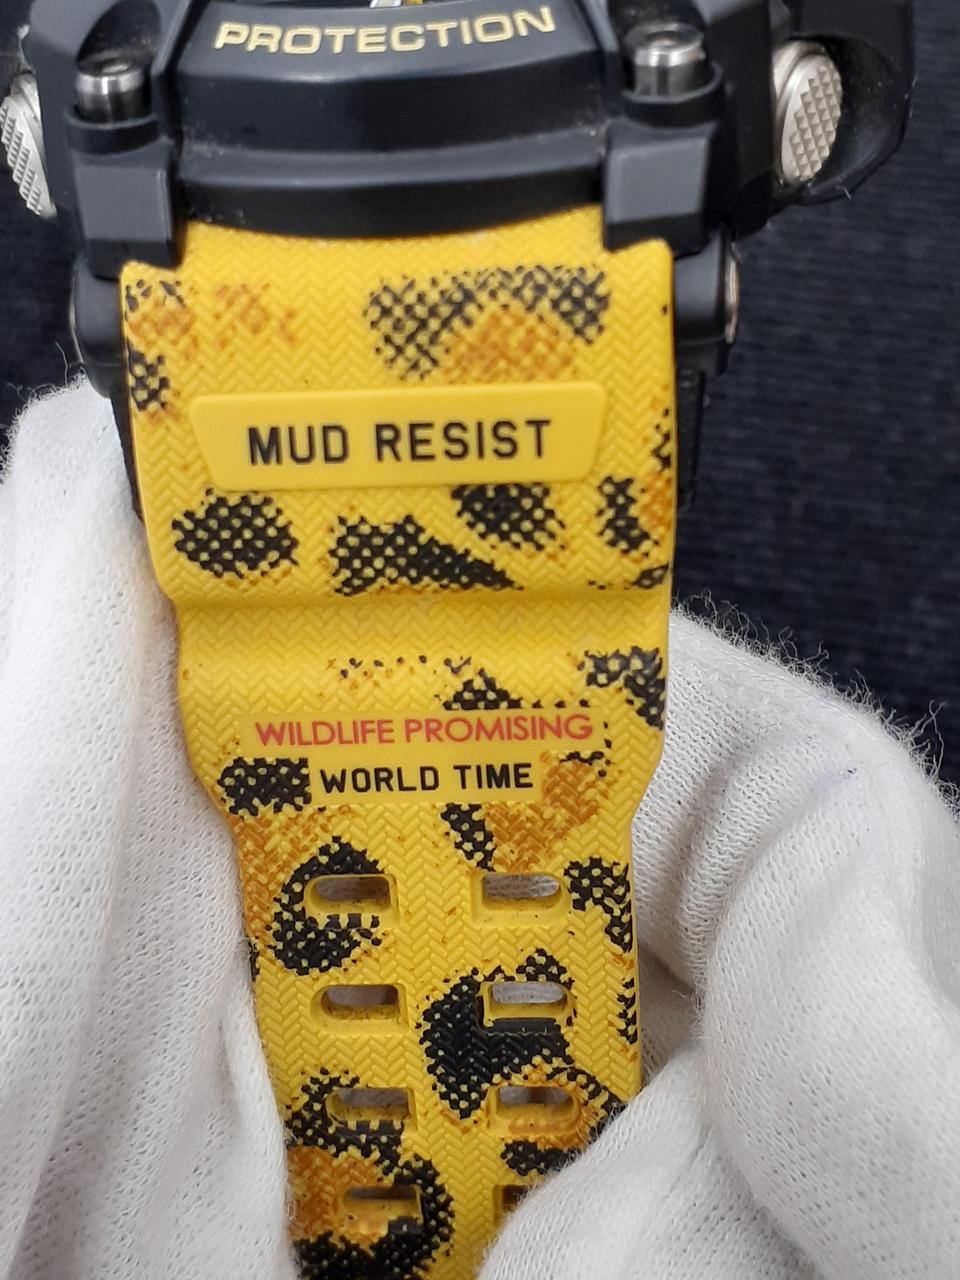 PROTECTION
MUD RESIST
WILDLIFE PROMISING
WORLD TIME